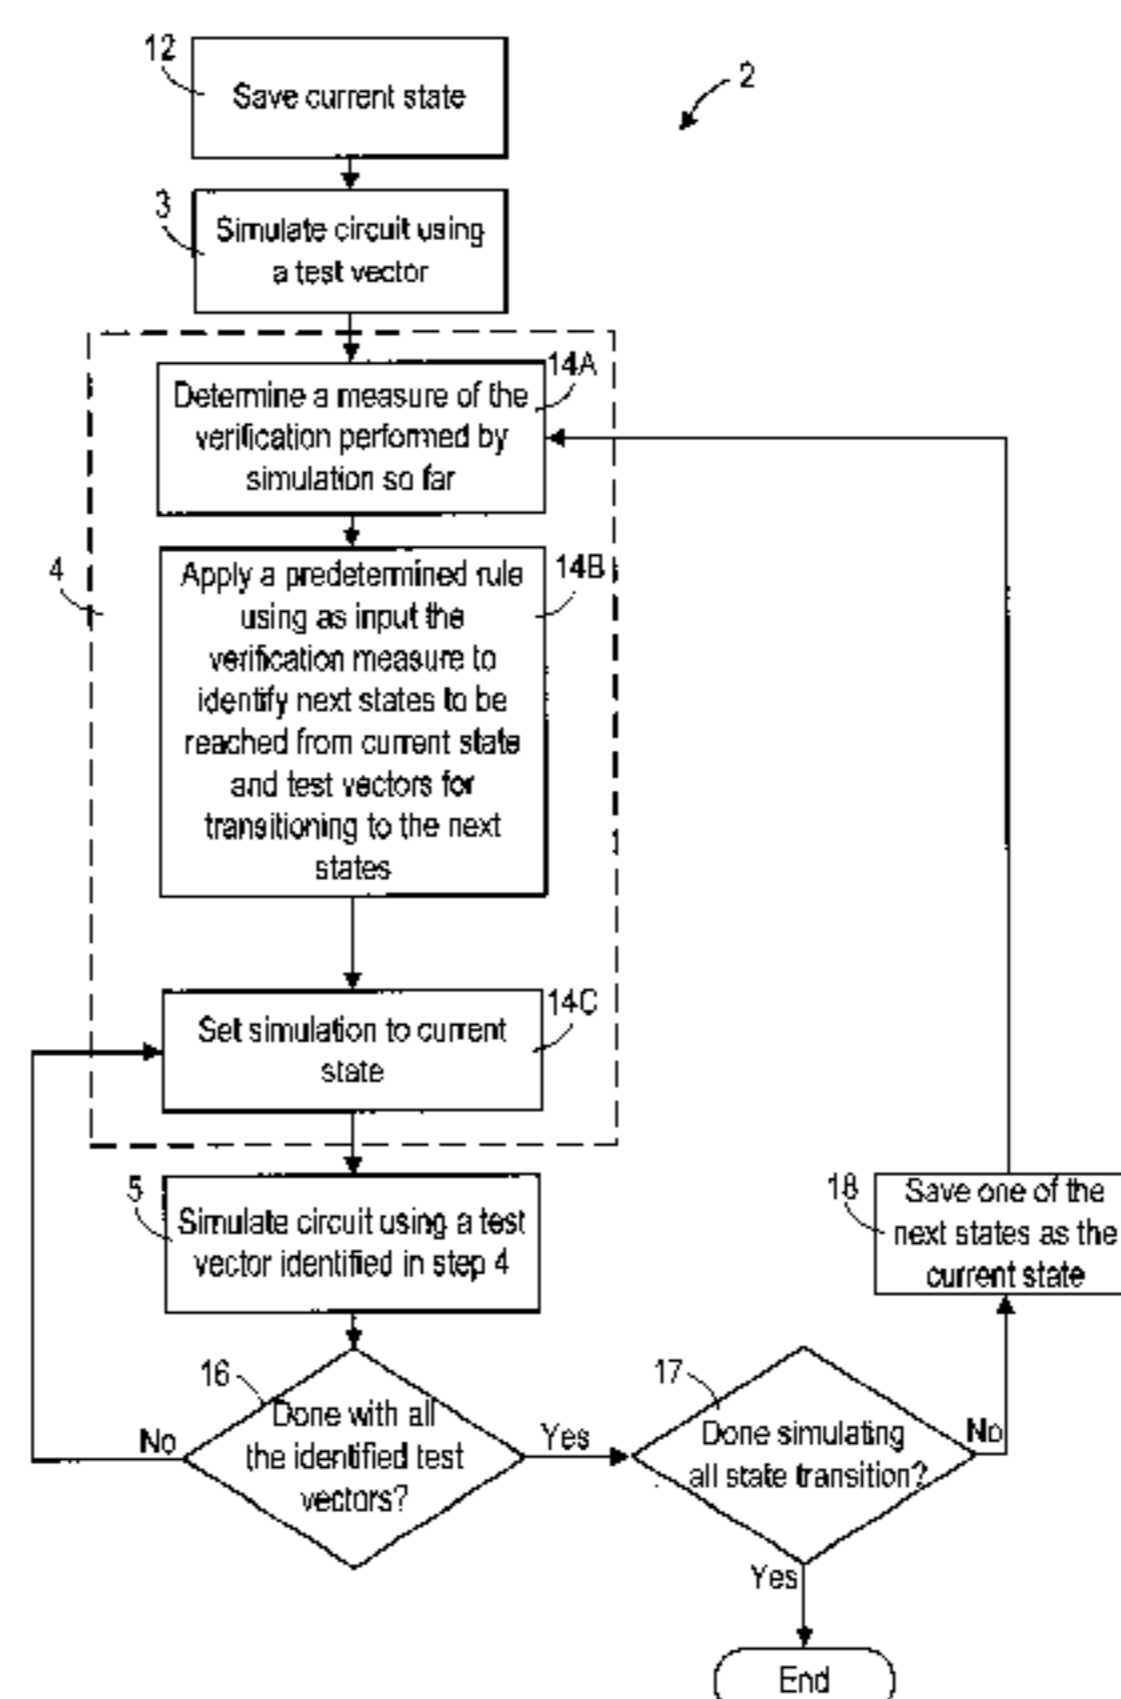 12
Save current state
2
3
Simulate circuit using
a test vector
14A
Determine a measure of the
verification performed by
simulation so far
4
14B
Apply a predetermined rule
using as input the
verification measure to
identify next states to be
reached from current state
and test vectors for
transitioning to the next
states
14C
Set simulation to current
state
5
Simulate circuit using a test
vector identified in step 4
18
Save one of the
next states as the
current state
16
Done with all
the identified test
vectors?
No
Yes
17
Done simulating
all state transition?
No
Yes
End